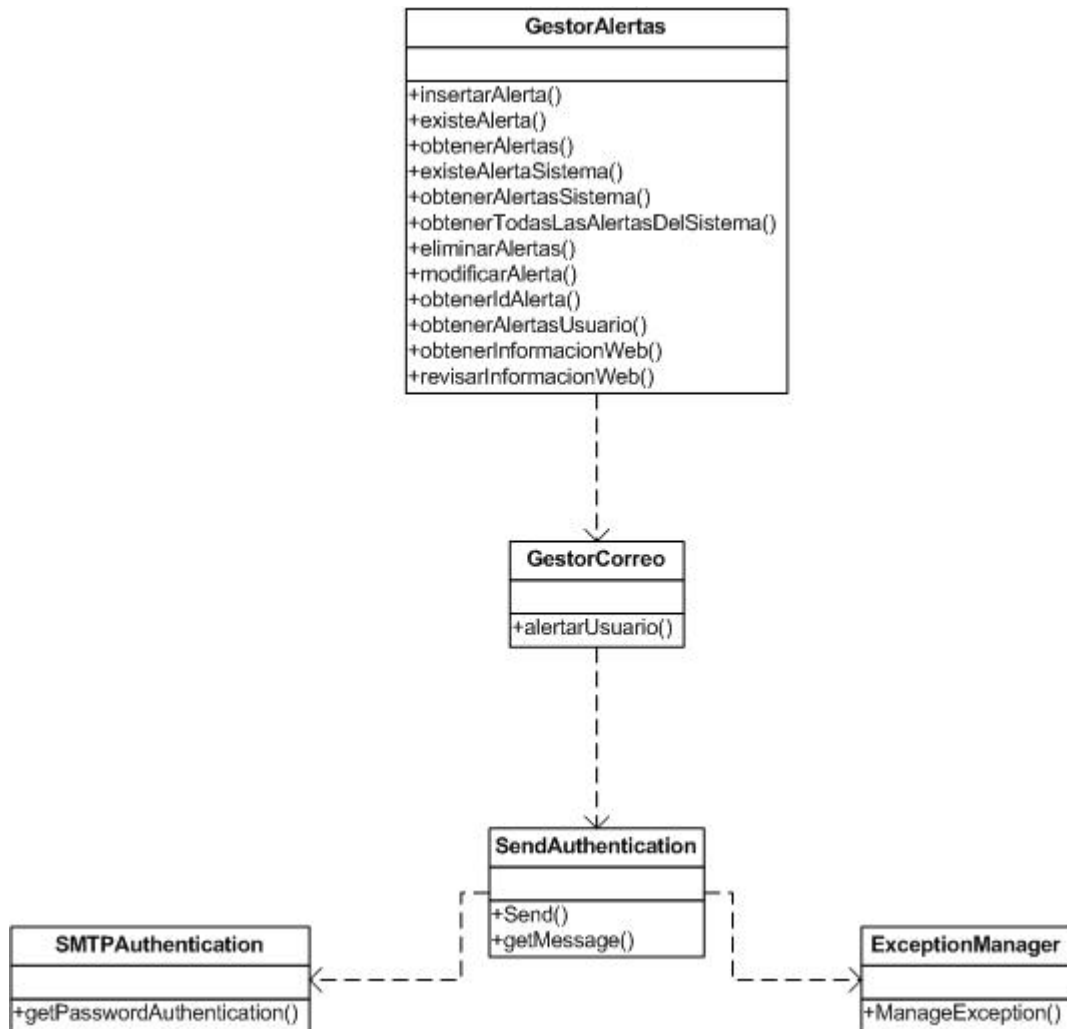 GestorAlertas
+insertarAlerta()
+existeAlerta()
+obtenerAlertas()
+existeAlertaSistema()
+obtenerAlertasSistema()
+obtenerTodasLasAlertasDelSistema()
+eliminarAlertas()
+modificarAlerta()
+obtenerIdAlerta()
+obtenerAlertasUsuario()
+obtenerInformacionWeb()
+revisarInformacionWeb()
GestorCorreo
+alertarUsuario()
SendAuthentication
+Send()
+getMessage()
SMTPAuthentication
+getPasswordAuthentication()
ExceptionManager
+ManageException()